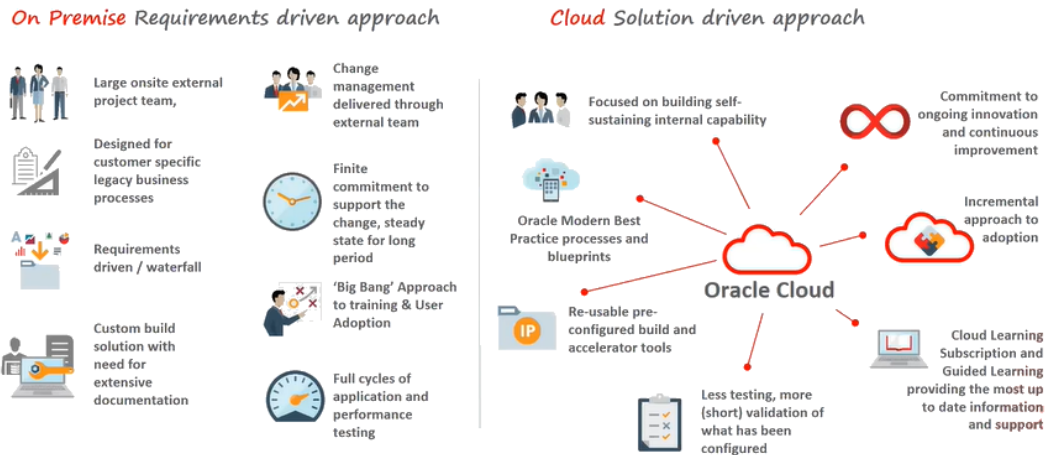 On Premise Requirements driven approach
Large onsite external
project team,
Designed for
customer specific
legacy business
processes
Requirements
driven / waterfall
Custom build
solution with
need for
extensive
documentation
Change
management
delivered through
external team
Finite
commitment to
support the
change, steady
state for long
period
'Big Bang' Approach
to training & User
Adoption
Full cycles of
application and
performance
testing
Cloud Solution driven approach
Focused on building self-
sustaining internal capability
Oracle Modern Best
Practice processes and
blueprints
IP
Re-usable pre-
configured build and
accelerator tools
Less testing, more
(short) validation of
what has been
configured
Oracle Cloud
Commitment to
ongoing innovation
and continuous
improvement
Incremental
approach to
adoption
Cloud Learning
Subscription and
Guided Learning
providing the most up
to date information
and support